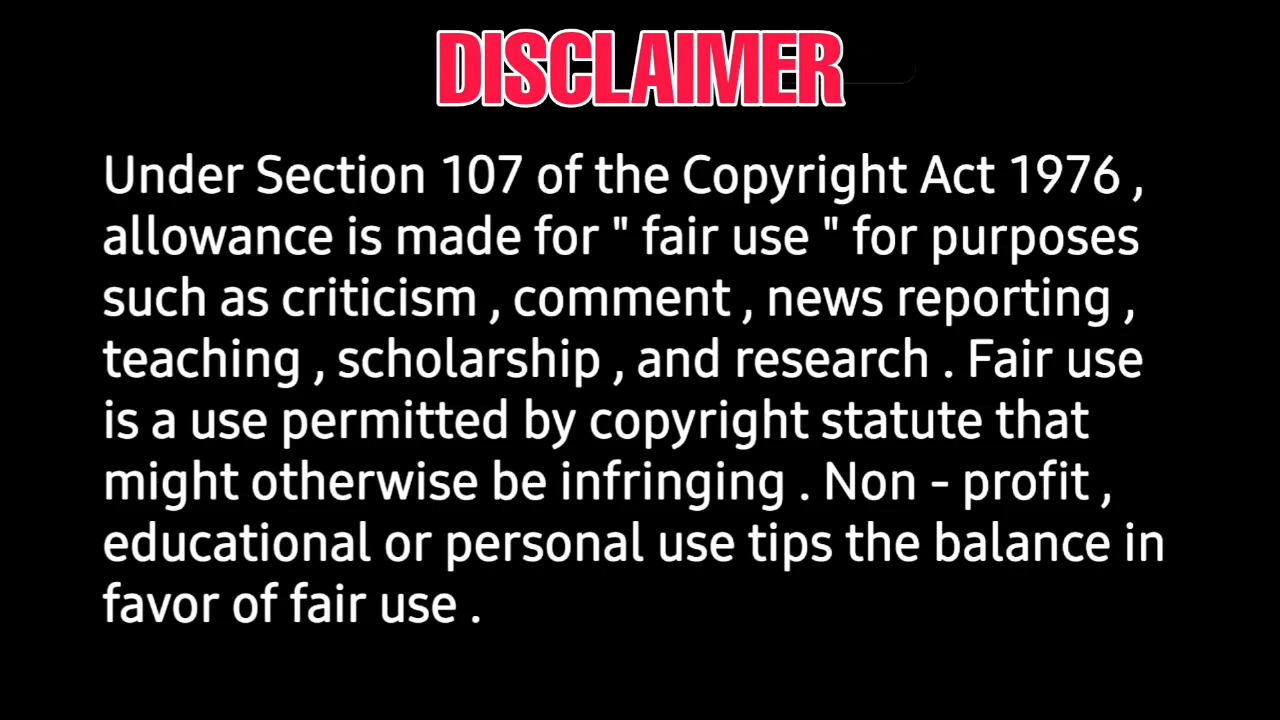 DISCLAIMER
Under Section 107 of the Copyright Act 1976 ,
allowance is made for " fair use " for purposes
such as criticism , comment , news reporting ,
teaching , scholarship , and research . Fair use
is a use permitted by copyright statute that
might otherwise be infringing . Non - profit ,
educational or personal use tips the balance in
favor of fair use .